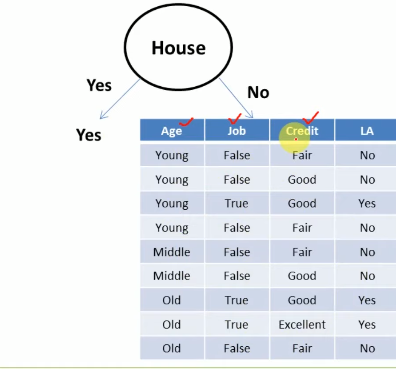 House
Yes
No
Yes
Age Job Credit LA
Young False Fair No
Young False Good No
Young True Good Yes
Young False Fair No
Middle False Fair No
Middle False Good No
Old True Good Yes
Old True Excellent Yes
Old False Fair No